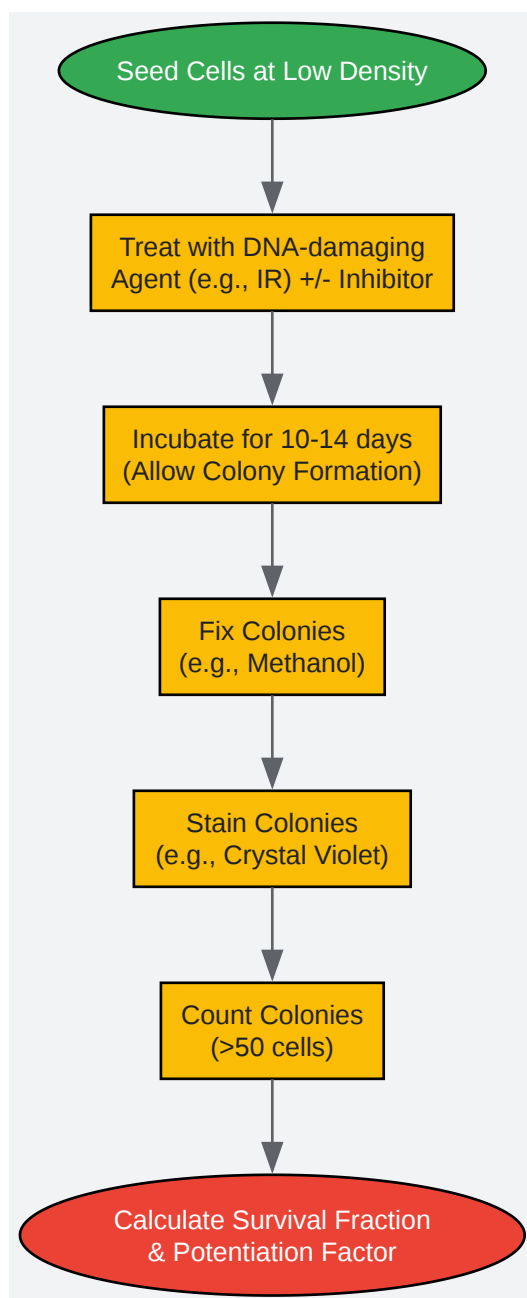 Seed Cells at Low Density
Treat with DNA-damaging
Agent (e.g., IR) +/- Inhibitor
Incubate for 10-14 days
(Allow Colony Formation)
Fix Colonies
(e.g., Methanol)
Stain Colonies
(e.g., Crystal Violet)
Count Colonies
(>50 cells)
Calculate Survival Fraction
& Potentiation Factor